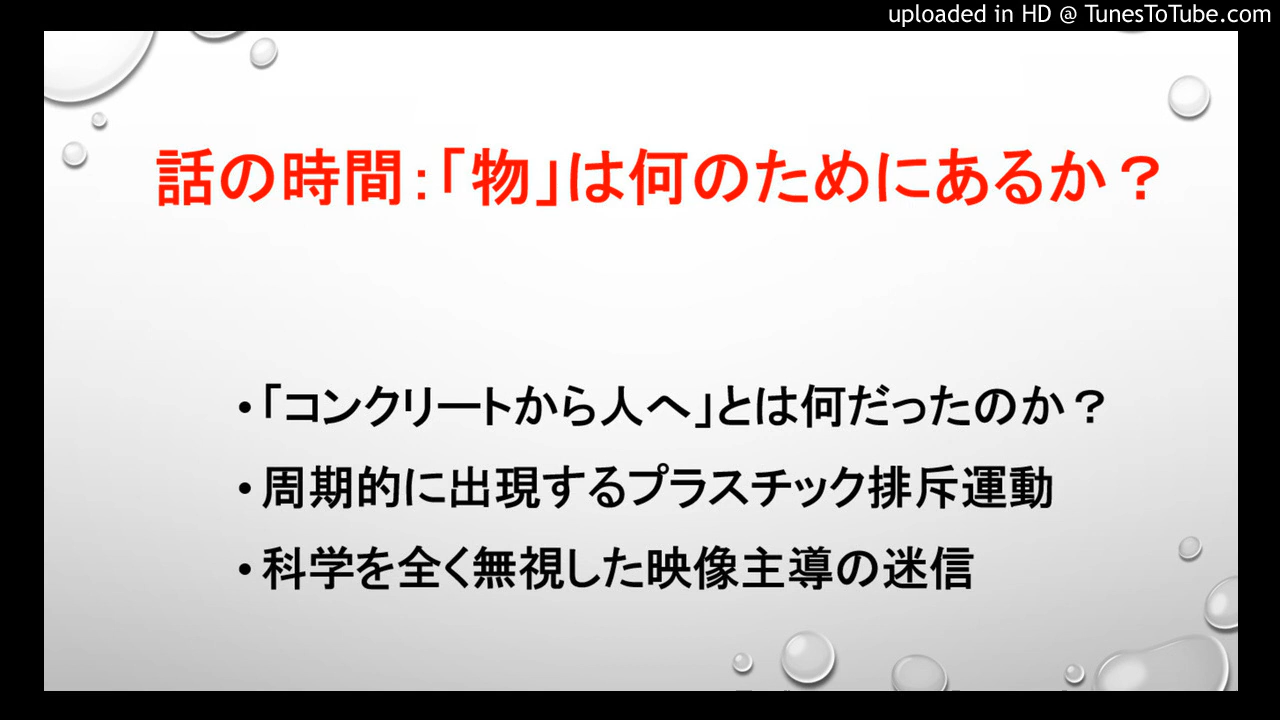 uploaded in HD @ TunesToTube.com
話の時間:「物」は何のためにあるか？
•「コンクリートから人へ」とは何だったのか？
•周期的に出現するプラスチック排斥運動
•科学を全く無視した映像主導の迷信